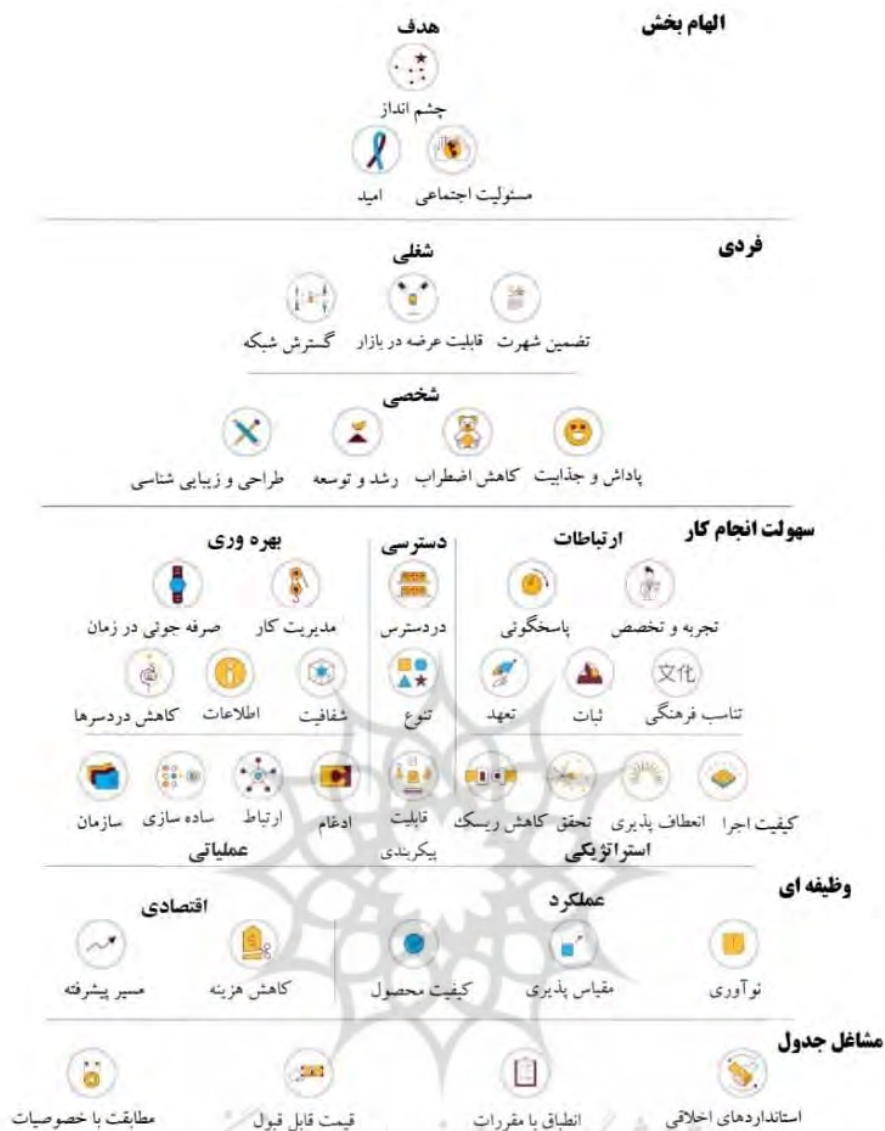 الهام بخش
هدف
چشم انداز
مسئولیت اجتماعی امید
فردی
شغلی
تضمین شهرت قابلیت عرضه در بازار گسترش شبکه
شخصی
پاداش و جذابیت کاهش اضطراب رشد و توسعه طراحی و زیبایی شناسی
سهولت انجام کار
ارتباطات دسترسی بهره وری
تجربه و تخصص پاسخگوئی دردسترس مدیریت کار صرفه جوئی در زمان
文化
تناسب فرهنگی ثبات تعهد تنوع شفافیت اطلاعات کاهش دردسرها
کیفیت اجرا انعطاف پذیری تحقق کاهش ریسک قابلیت ادغام ارتباط ساده سازی سازمان
استراتژیکی پیکربندی عملیاتی
وظیفه ای
عملکرد اقتصادی
نوآوری مقیاس پذیری کیفیت محصول کاهش هزینه مسیر پیشرفته
مشاغل جدول
استانداردهای اخلاقی انطباق با مقررات قیمت قابل قبول مطابقت با خصوصیات